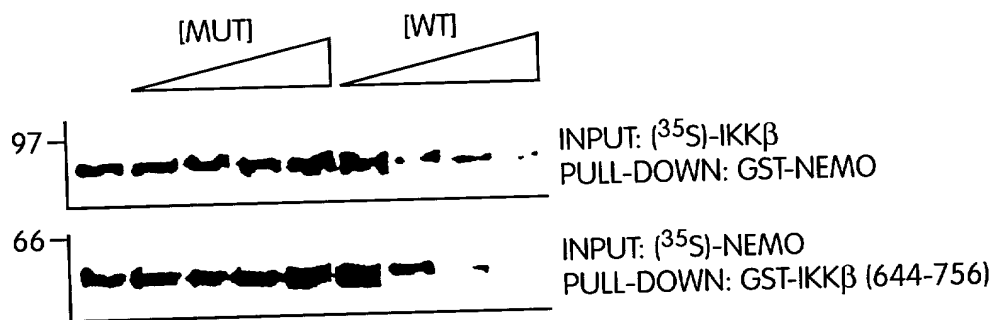 [MUT] [WT]
97
INPUT: (³⁵S)-IKKβ
PULL-DOWN: GST-NEMO
66
INPUT: (³⁵S)-NEMO
PULL-DOWN: GST-IKKβ (644-756)